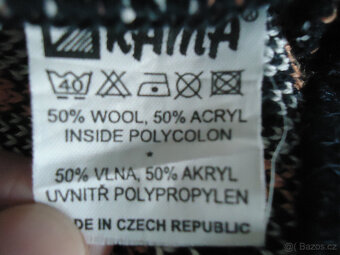 KAMA
40
50% WOOL, 50% ACRYL
INSIDE POLYCOLON
*
50% VLNA, 50% AKRYL
UVNITŘ POLYPROPYLEN
DE IN CZECH REPUBLIC
Bazos.cz